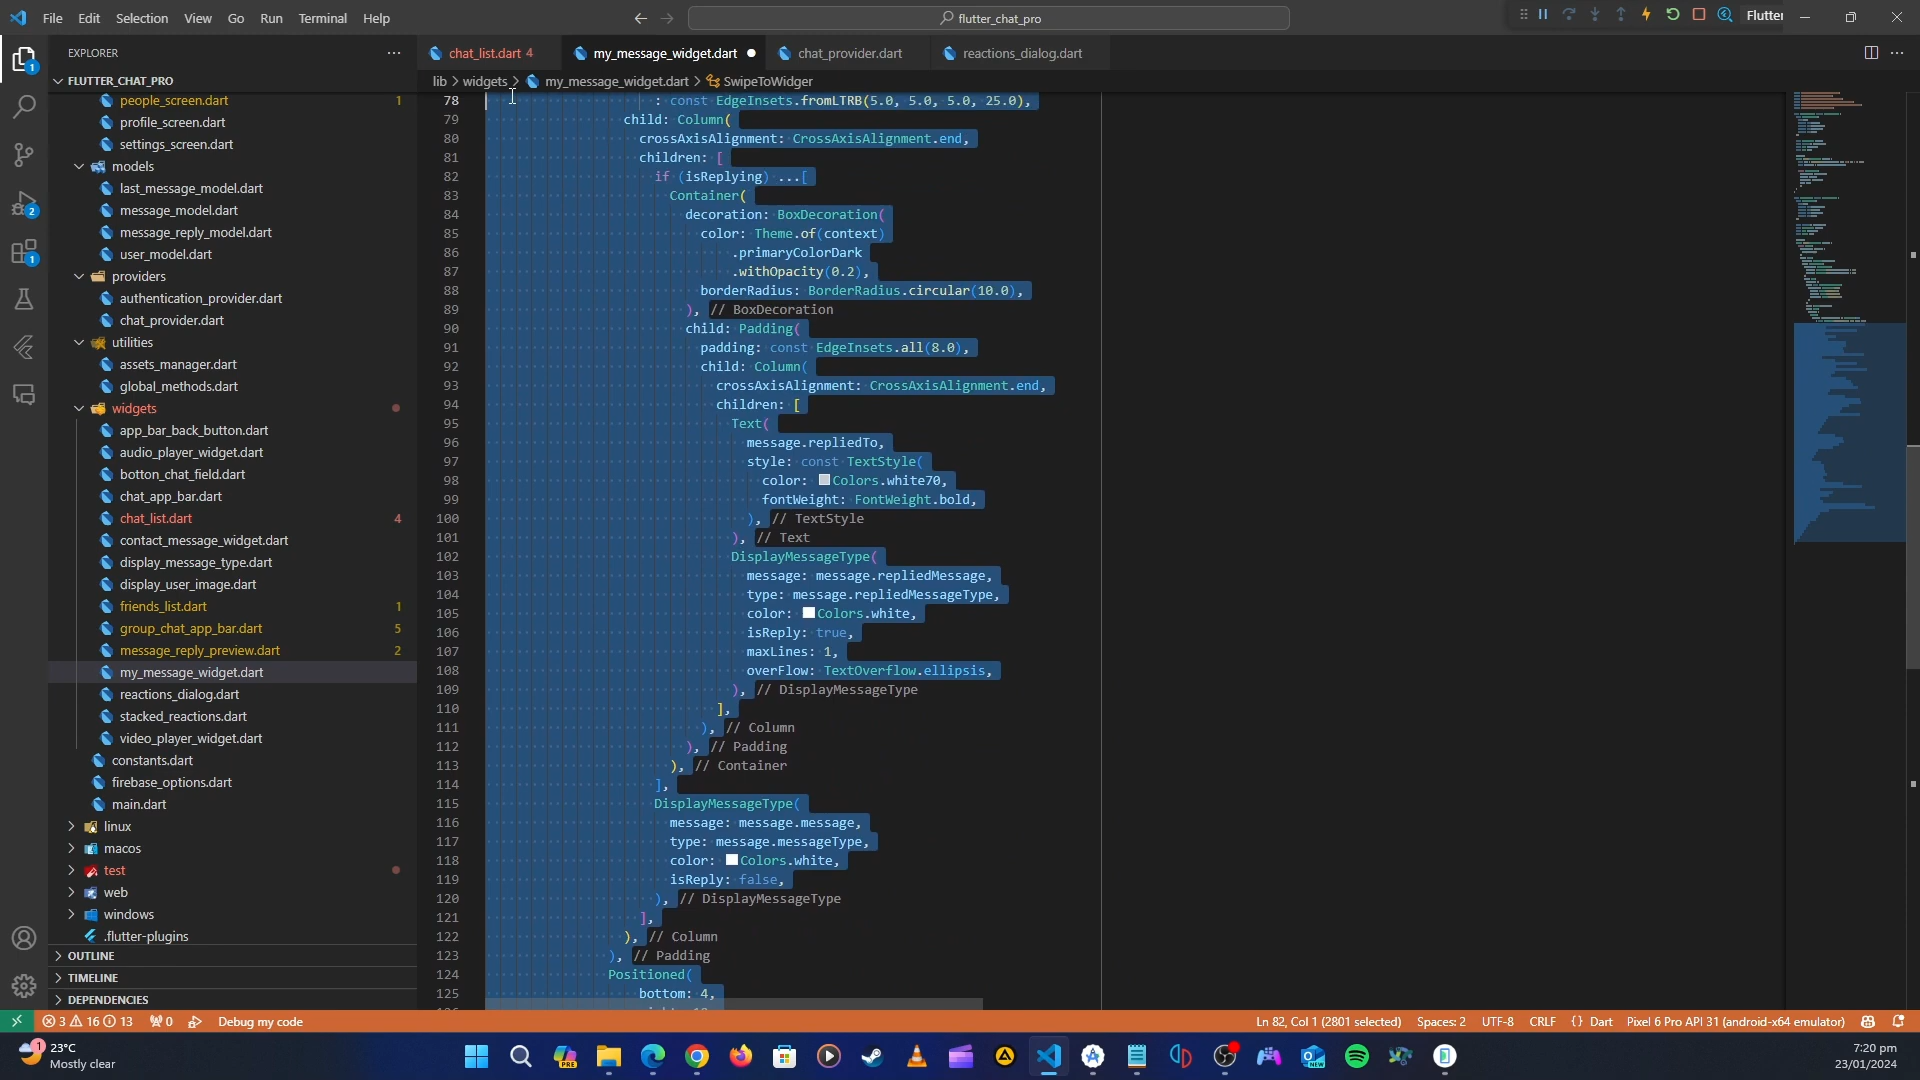 File Edit Selection View Go Run Terminal Help
flutter_chat_pro
Flutter
EXPLORER
FLUTTER_CHAT_PRO
people_screen.dart 1
profile_screen.dart
settings_screen.dart
models
last_message_model.dart
message_model.dart
message_reply_model.dart
user_model.dart
providers
authentication_provider.dart
chat_provider.dart
utilities
assets_manager.dart
global_methods.dart
widgets
app_bar_back_button.dart
audio_player_widget.dart
botton_chat_field.dart
chat_app_bar.dart
chat_list.dart 4
contact_message_widget.dart
display_message_type.dart
display_user_image.dart
friends_list.dart 1
group_chat_app_bar.dart 5
message_reply_preview.dart 2
my_message_widget.dart
reactions_dialog.dart
stacked_reactions.dart
video_player_widget.dart
constants.dart
firebase_options.dart
main.dart
linux
macos
test
web
windows
.flutter-plugins
OUTLINE
TIMELINE
DEPENDENCIES
chat_list.dart 4 my_message_widget.dart chat_provider.dart reactions_dialog.dart
lib > widgets > my_message_widget.dart > SwipeToWidger
78 : const EdgeInsets.fromLTRB(5.0, 5.0, 5.0, 25.0),
79 child: Column(
80 crossAxisAlignment: CrossAxisAlignment.end,
81 children: [
82 if (isReplying) ...[
83 Container(
84 decoration: BoxDecoration(
85 color: Theme.of(context)
86 .primaryColorDark
87 .withOpacity(0.2),
88 borderRadius: BorderRadius.circular(10.0),
89 ), // BoxDecoration
90 child: Padding(
91 padding: const EdgeInsets.all(8.0),
92 child: Column(
93 crossAxisAlignment: CrossAxisAlignment.end,
94 children: [
95 Text(
96 message.repliedTo,
97 style: const TextStyle(
98 color: Colors.white70,
99 fontWeight: FontWeight.bold,
100 ), // TextStyle
101 ), // Text
102 DisplayMessageType(
103 message: message.repliedMessage,
104 type: message.repliedMessageType,
105 color: Colors.white,
106 isReply: true,
107 maxLines: 1,
108 overFlow: TextOverflow.ellipsis,
109 ), // DisplayMessageType
110 ],
111 ), // Column
112 ), // Padding
113 ), // Container
114 ],
115 DisplayMessageType(
116 message: message.message,
117 type: message.messageType,
118 color: Colors.white,
119 isReply: false,
120 ), // DisplayMessageType
121 ],
122 ), // Column
123 ), // Padding
124 Positioned(
125 bottom: 4,
3 16 13 0 Debug my code
Ln 82, Col 1 (2801 selected) Spaces: 2 UTF-8 CRLF {} Dart Pixel 6 Pro API 31 (android-x64 emulator)
23°C
Mostly clear
7:20 pm
23/01/2024